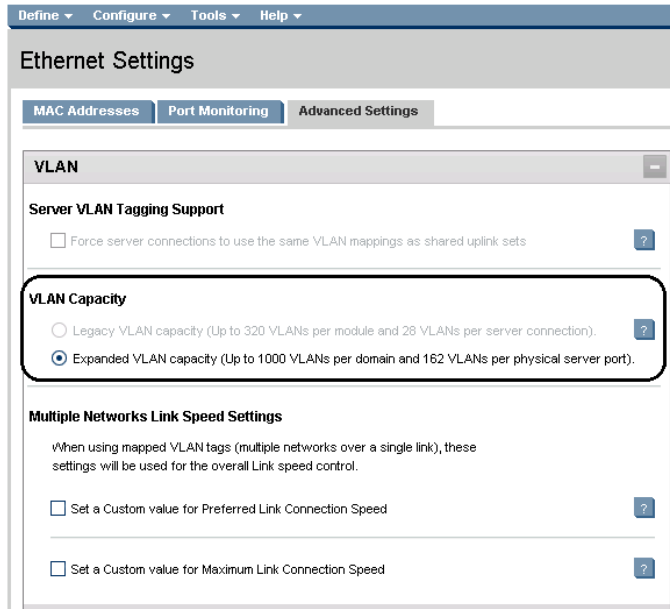 Define Configure Tools Help
Ethernet Settings
MAC Addresses Port Monitoring Advanced Settings
VLAN
Server VLAN Tagging Support
Force server connections to use the same VLAN mappings as shared uplink sets ?
VLAN Capacity
Legacy VLAN capacity (Up to 320 VLANs per module and 28 VLANs per server connection). ?
Expanded VLAN capacity (Up to 1000 VLANs per domain and 162 VLANs per physical server port).
Multiple Networks Link Speed Settings
When using mapped VLAN tags (multiple networks over a single link), these
settings will be used for the overall Link speed control.
Set a Custom value for Preferred Link Connection Speed ?
Set a Custom value for Maximum Link Connection Speed ?